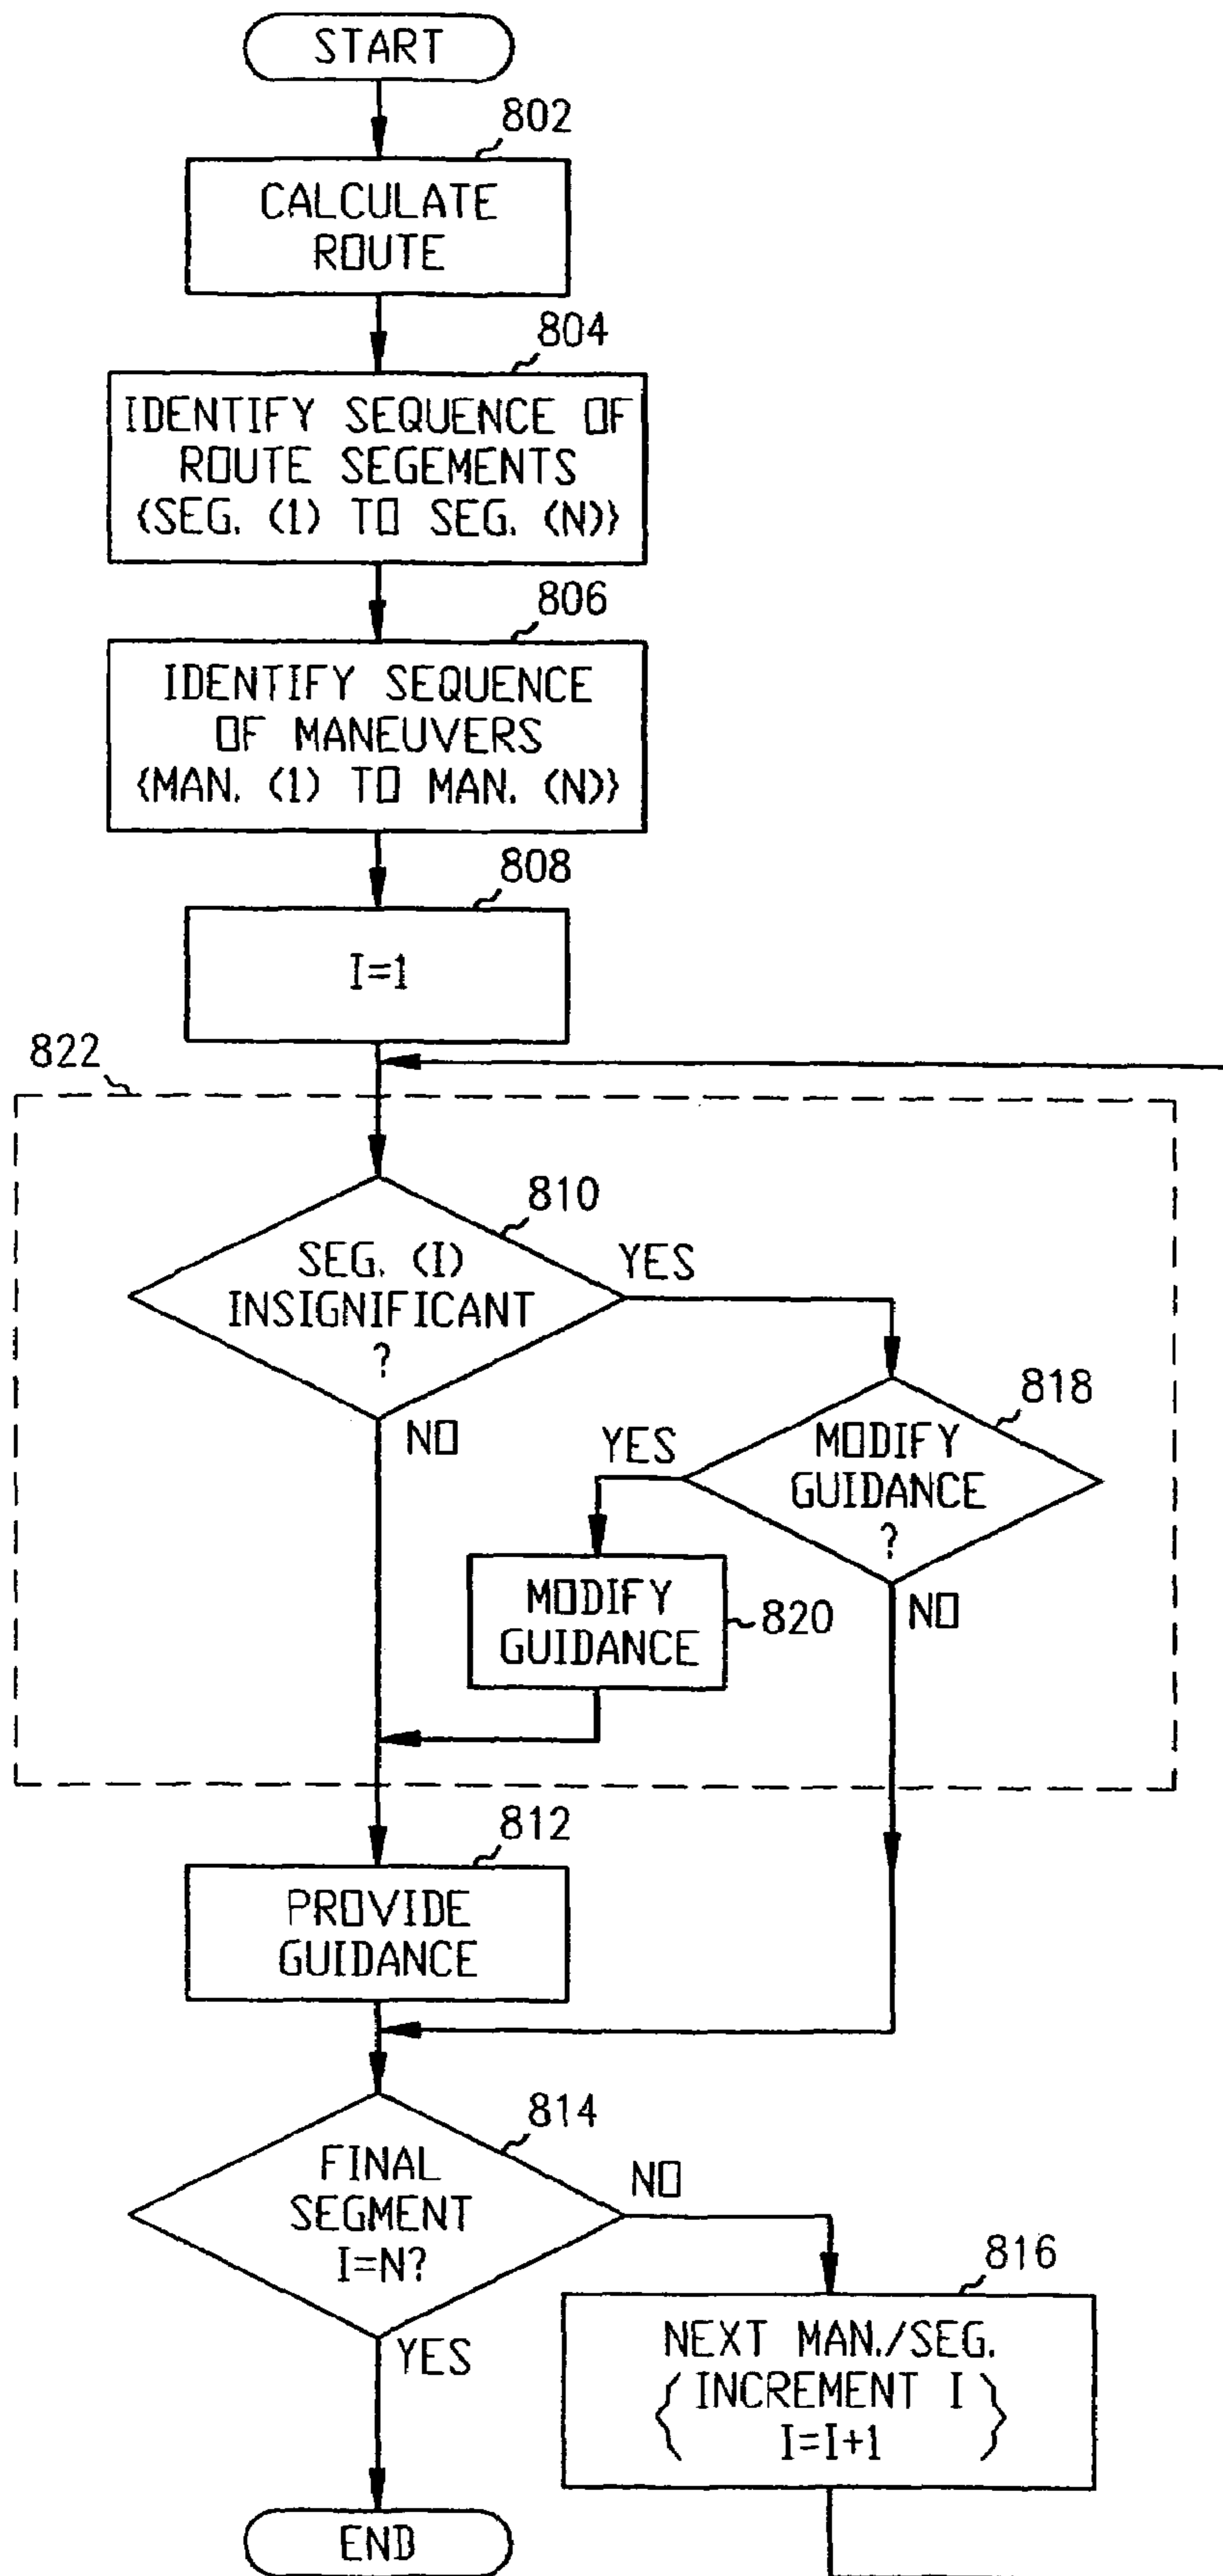 START
802
CALCULATE
ROUTE
804
IDENTIFY SEQUENCE OF
ROUTE SEGEMENTS
{SEG. (1) TO SEG. (N)}
806
IDENTIFY SEQUENCE
OF MANEUVERS
{MAN. (1) TO MAN. (N)}
808
I=1
822
810
SEG. (I)
INSIGNIFICANT
?
YES
NO
818
MODIFY
GUIDANCE
?
YES
NO
MODIFY
GUIDANCE
820
812
PROVIDE
GUIDANCE
814
FINAL
SEGMENT
I=N?
NO
YES
816
NEXT MAN./SEG.
{ INCREMENT I }
I=I+1
END